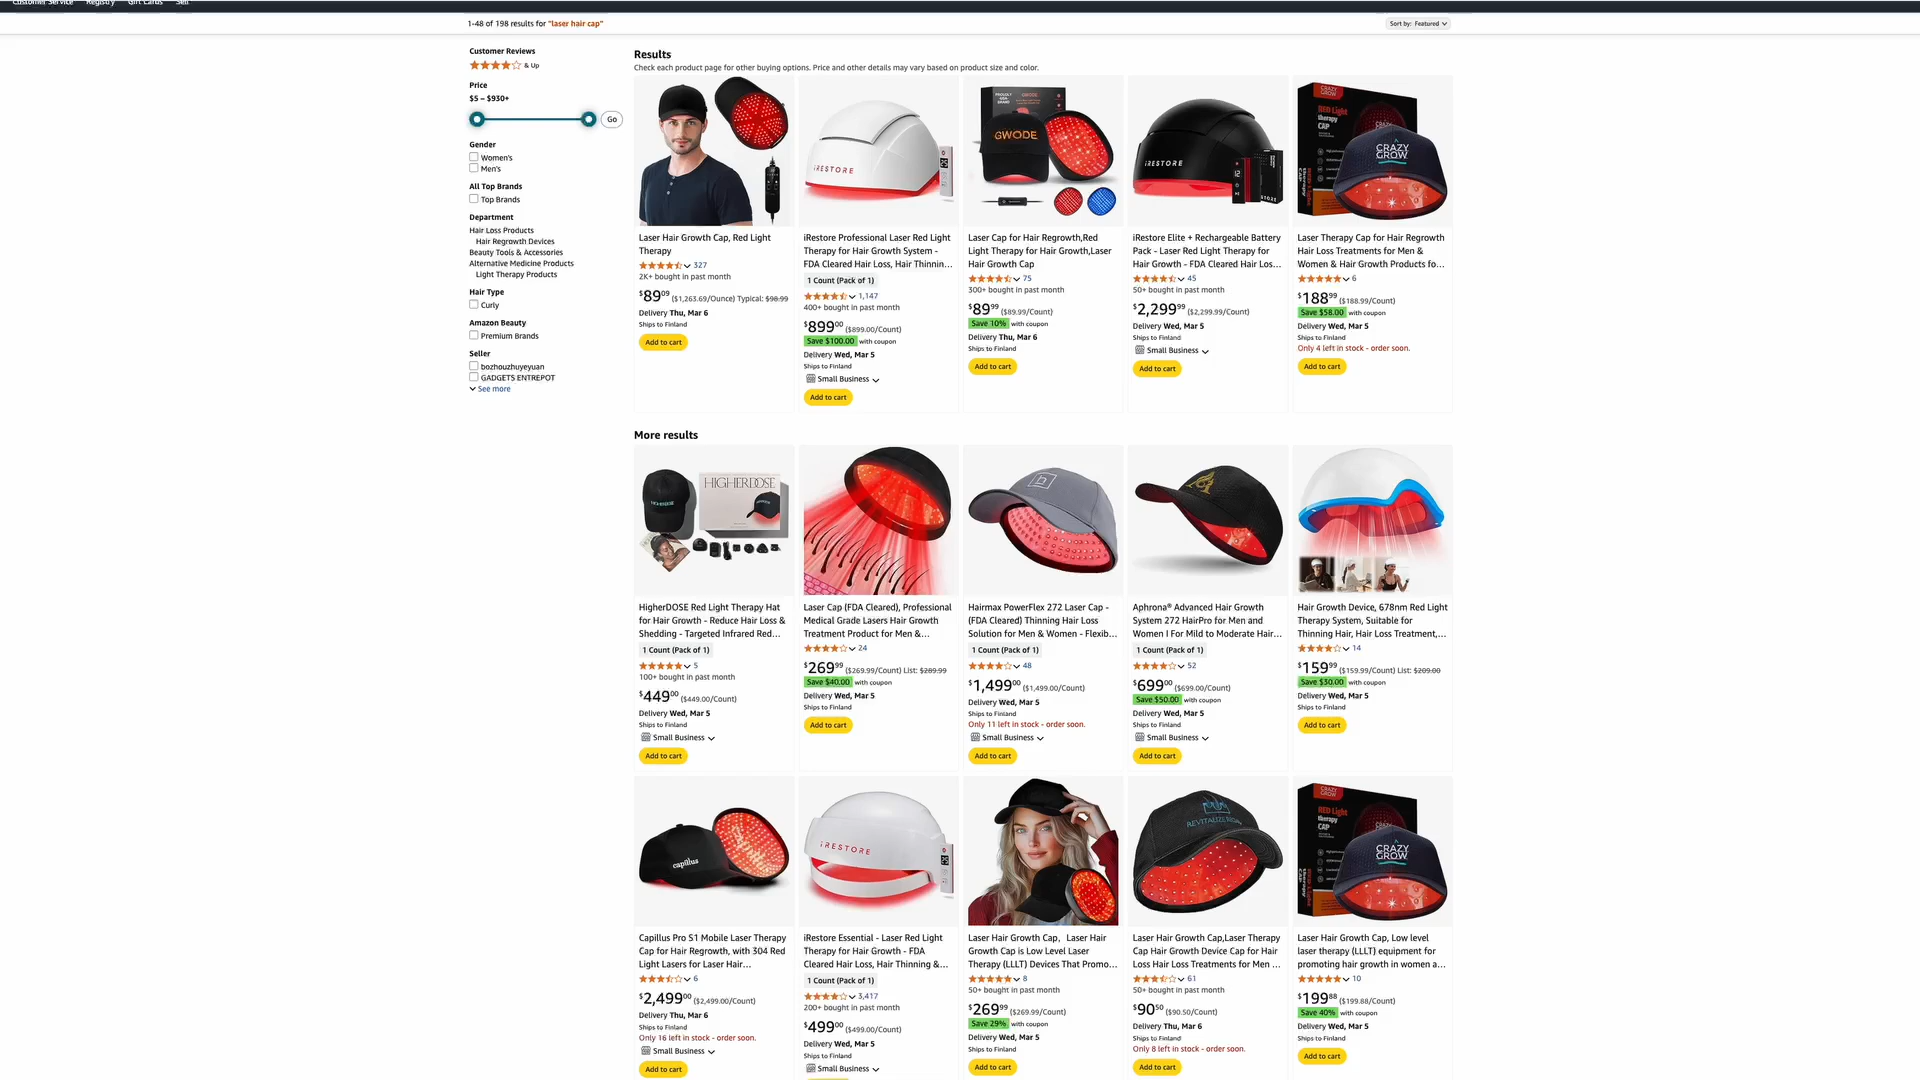 Customer Service Registry Gift Cards Sell
1-48 of 198 results for "laser hair cap"
Sort by: Featured
Customer Reviews
& Up
Price
$5 – $930+
Go
Gender
Women's
Men's
All Top Brands
Top Brands
Department
Hair Loss Products
Hair Regrowth Devices
Beauty Tools & Accessories
Alternative Medicine Products
Light Therapy Products
Hair Type
Curly
Amazon Beauty
Premium Brands
Seller
bozhouzhuyeyuan
GADGETS ENTREPOT
See more
Results
Check each product page for other buying options. Price and other details may vary based on product size and color.
Laser Hair Growth Cap, Red Light
Therapy
327
2K+ bought in past month
$89.09 ($1,263.69/Ounce) Typical: $98.99
Delivery Thu, Mar 6
Ships to Finland
Add to cart
iRESTORE
iRestore Professional Laser Red Light
Therapy for Hair Growth System -
FDA Cleared Hair Loss, Hair Thinnin...
1 Count (Pack of 1)
1,147
400+ bought in past month
$899.00 ($899.00/Count)
Save $100.00 with coupon
Delivery Wed, Mar 5
Ships to Finland
Small Business
Add to cart
GWODE
Laser Cap for Hair Regrowth,Red
Light Therapy for Hair Growth,Laser
Hair Growth Cap
75
300+ bought in past month
$89.99 ($89.99/Count)
Save 10% with coupon
Delivery Thu, Mar 6
Ships to Finland
Add to cart
iRESTORE
iRestore Elite + Rechargeable Battery
Pack - Laser Red Light Therapy for
Hair Growth - FDA Cleared Hair Los...
45
50+ bought in past month
$2,299.99 ($2,299.99/Count)
Delivery Wed, Mar 5
Ships to Finland
Small Business
Add to cart
CRAZY
GROW
RED Light
therapy
CAP
CRAZY
GROW
Laser Therapy Cap for Hair Regrowth
Hair Loss Treatments for Men &
Women & Hair Growth Products fo...
6
$188.99 ($188.99/Count)
Save $58.00 with coupon
Delivery Wed, Mar 5
Ships to Finland
Only 4 left in stock - order soon.
Add to cart
More results
HIGHERDOSE
HigherDOSE Red Light Therapy Hat
for Hair Growth - Reduce Hair Loss &
Shedding - Targeted Infrared Red...
1 Count (Pack of 1)
5
100+ bought in past month
$449.00 ($449.00/Count)
Delivery Wed, Mar 5
Ships to Finland
Small Business
Add to cart
Laser Cap (FDA Cleared), Professional
Medical Grade Lasers Hair Growth
Treatment Product for Men &...
24
$269.99 ($269.99/Count) List: $289.99
Save $40.00 with coupon
Delivery Wed, Mar 5
Ships to Finland
Add to cart
Hairmax PowerFlex 272 Laser Cap -
(FDA Cleared) Thinning Hair Loss
Solution for Men & Women - Flexib...
1 Count (Pack of 1)
48
$1,499.00 ($1,499.00/Count)
Delivery Wed, Mar 5
Ships to Finland
Only 11 left in stock - order soon.
Small Business
Add to cart
Aphrona® Advanced Hair Growth
System 272 HairPro for Men and
Women I For Mild to Moderate Hair...
1 Count (Pack of 1)
52
$699.00 ($699.00/Count)
Save $50.00 with coupon
Delivery Wed, Mar 5
Ships to Finland
Small Business
Add to cart
Hair Growth Device, 678nm Red Light
Therapy System, Suitable for
Thinning Hair, Hair Loss Treatment,...
14
$159.99 ($159.99/Count) List: $209.00
Save $30.00 with coupon
Delivery Wed, Mar 5
Ships to Finland
Add to cart
capillus
Capillus Pro S1 Mobile Laser Therapy
Cap for Hair Regrowth, with 304 Red
Light Lasers for Laser Hair...
6
$2,499.00 ($2,499.00/Count)
Delivery Thu, Mar 6
Ships to Finland
Only 16 left in stock - order soon.
Small Business
Add to cart
iRESTORE
iRestore Essential - Laser Red Light
Therapy for Hair Growth - FDA
Cleared Hair Loss, Hair Thinning &...
1 Count (Pack of 1)
3,417
200+ bought in past month
$499.00 ($499.00/Count)
Delivery Wed, Mar 5
Ships to Finland
Small Business
Laser Hair Growth Cap，Laser Hair
Growth Cap is Low Level Laser
Therapy (LLLT) Devices That Promo...
8
50+ bought in past month
$269.99 ($269.99/Count)
Save 29% with coupon
Delivery Wed, Mar 5
Ships to Finland
Add to cart
Laser Hair Growth Cap,Laser Therapy
Cap Hair Growth Device Cap for Hair
Loss Hair Loss Treatments for Men ...
61
50+ bought in past month
$90.50 ($90.50/Count)
Delivery Thu, Mar 6
Ships to Finland
Only 8 left in stock - order soon.
Add to cart
CRAZY
GROW
RED Light
therapy
CAP
CRAZY
GROW
Laser Hair Growth Cap, Low level
laser therapy (LLLT) equipment for
promoting hair growth in women a...
10
$199.88 ($199.88/Count)
Save 40% with coupon
Delivery Wed, Mar 5
Ships to Finland
Add to cart